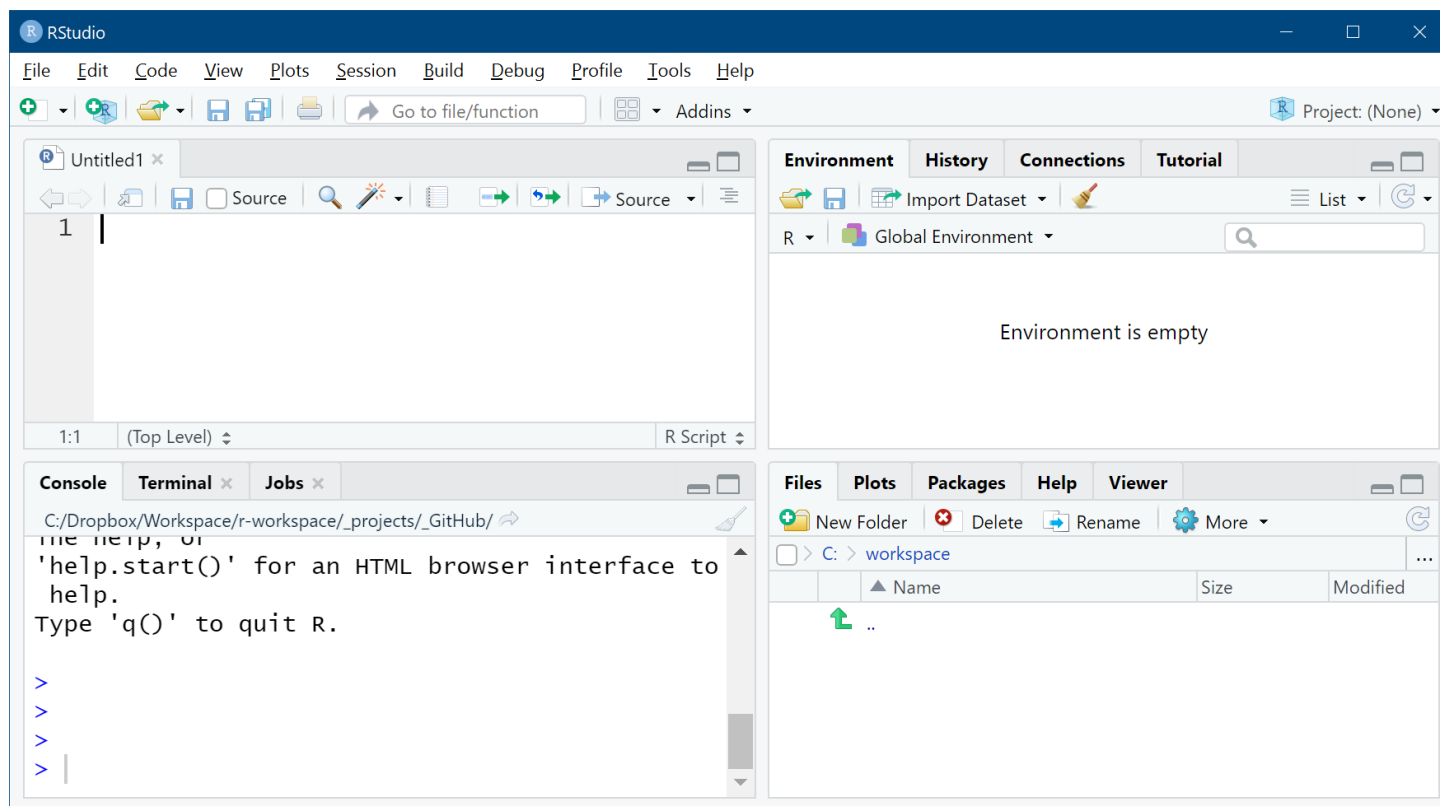 R RStudio
File Edit Code View Plots Session Build Debug Profile Tools Help
R Go to file/function Addins R Project: (None)
R Untitled1
Source Source
1
1:1 (Top Level) R Script
Environment History Connections Tutorial
Import Dataset List
R Global Environment
Environment is empty
Console Terminal Jobs
C:/Dropbox/Workspace/r-workspace/_projects/_GitHub/
'help.start()' for an HTML browser interface to
help.
Type 'q()' to quit R.
>
>
>
>
Files Plots Packages Help Viewer
New Folder Delete Rename More
C: workspace ...
Name Size Modified
..